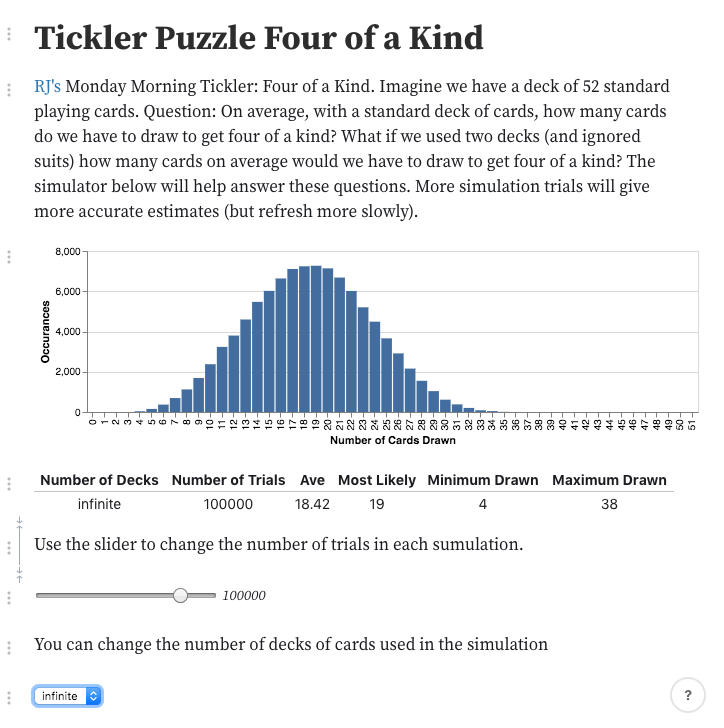 Tickler Puzzle Four of a Kind
RJ's Monday Morning Tickler: Four of a Kind. Imagine we have a deck of 52 standard
playing cards. Question: On average, with a standard deck of cards, how many cards
do we have to draw to get four of a kind? What if we used two decks (and ignored
suits) how many cards on average would we have to draw to get four of a kind? The
simulator below will help answer these questions. More simulation trials will give
more accurate estimates (but refresh more slowly).
8,000
6,000
4,000
2,000
0
Occurances
0 1 2 3 4 5 6 7 8 9 10 11 12 13 14 15 16 17 18 19 20 21 22 23 24 25 26 27 28 29 30 31 32 33 34 35 36 37 38 39 40 41 42 43 44 45 46 47 48 49 50 51
Number of Cards Drawn
Number of Decks Number of Trials Ave Most Likely Minimum Drawn Maximum Drawn
infinite 100000 18.42 19 4 38
Use the slider to change the number of trials in each sumulation.
100000
You can change the number of decks of cards used in the simulation
infinite
?